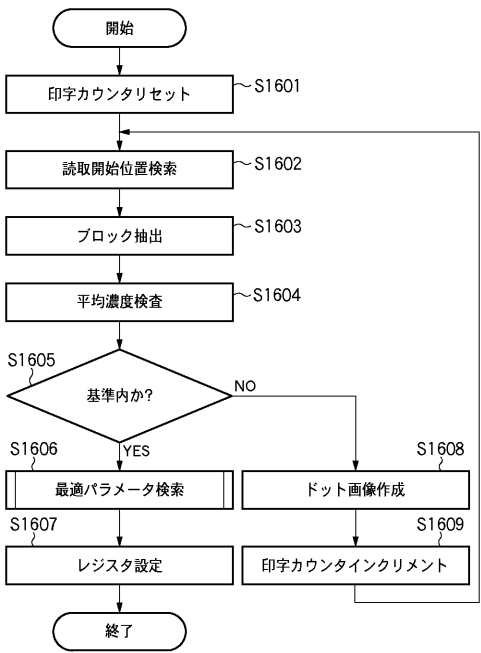 開始
印字カウンタリセット
S1601
読取開始位置検索
S1602
ブロック抽出
S1603
平均濃度検査
S1604
S1605
基準内か?
NO
YES
S1606
最適パラメータ検索
S1608
ドット画像作成
S1607
レジスタ設定
S1609
印字カウンタインクリメント
終了